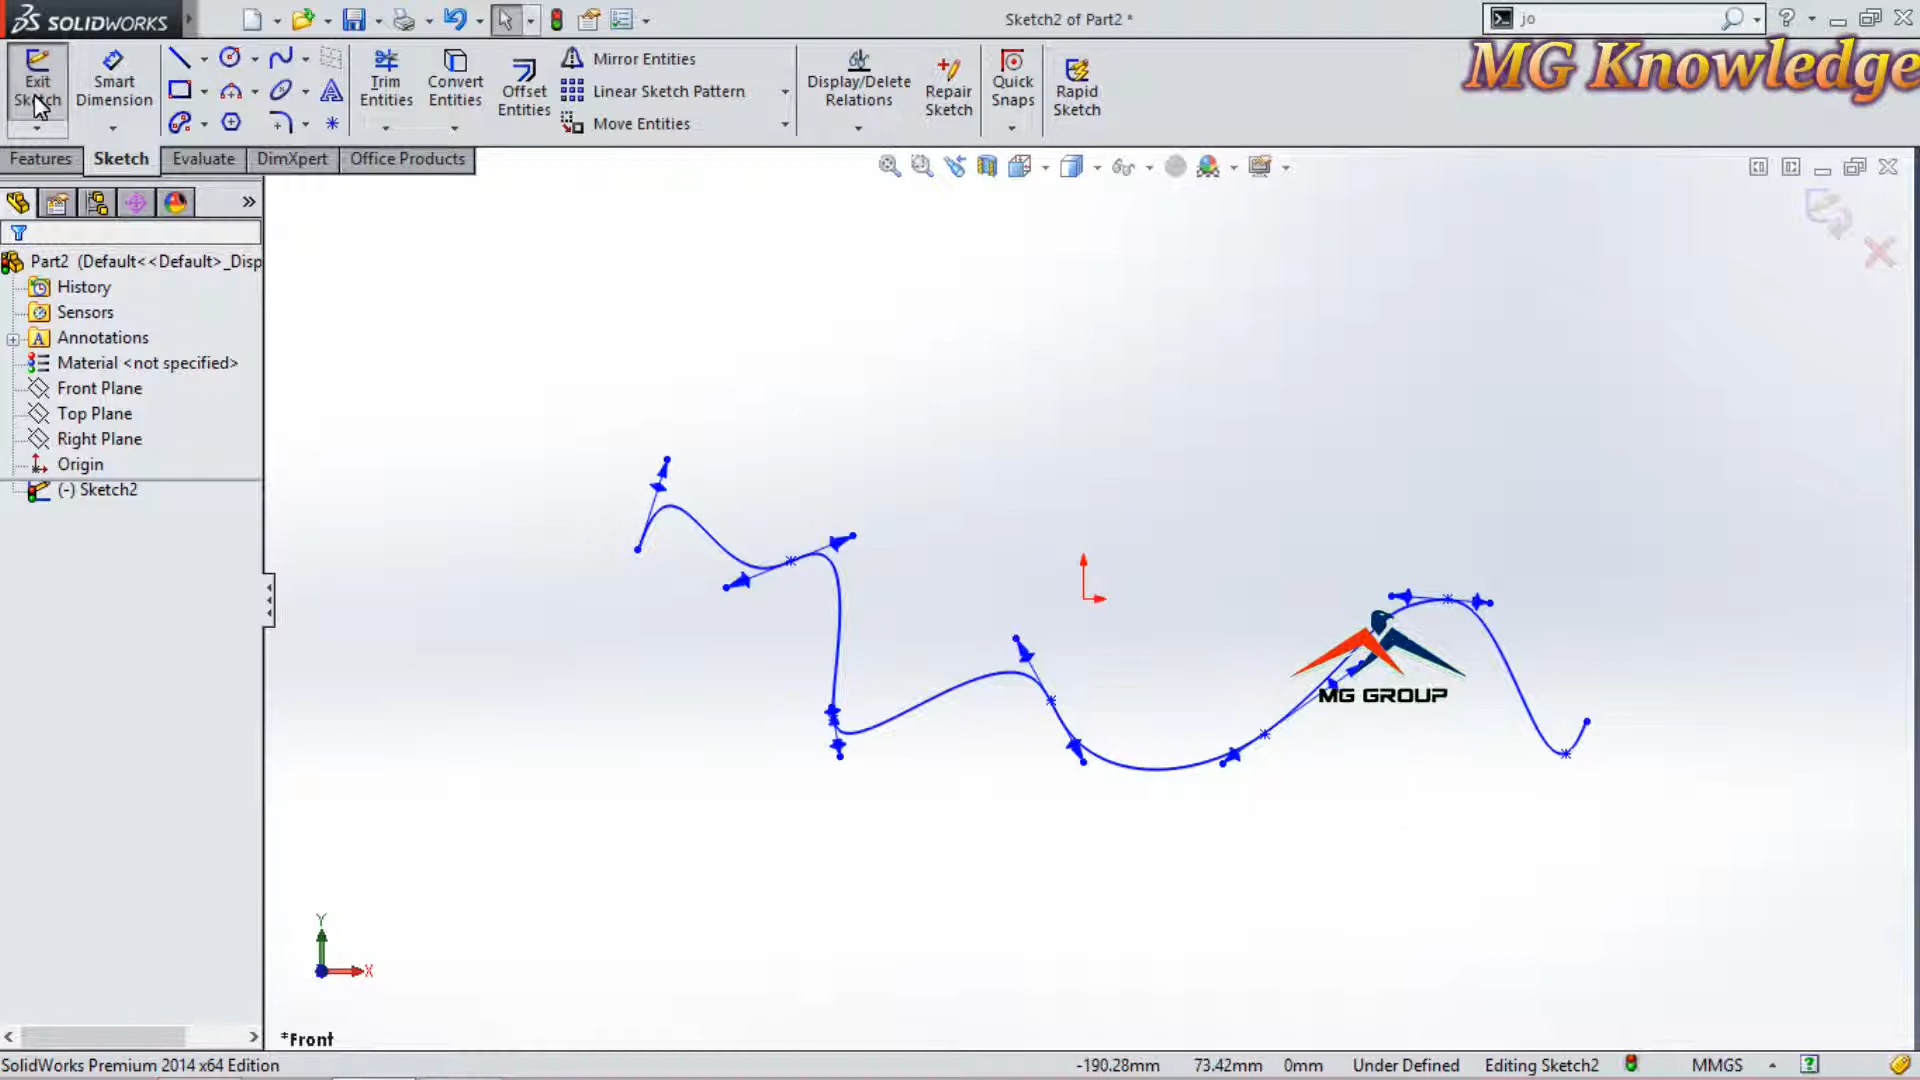 SOLIDWORKS
Sketch2 of Part2 *
jo
MG Knowledge
Exit Sketch
Smart Dimension
Trim Entities
Convert Entities
Offset Entities
Mirror Entities
Linear Sketch Pattern
Move Entities
Display/Delete Relations
Repair Sketch
Quick Snaps
Rapid Sketch
Features
Sketch
Evaluate
DimXpert
Office Products
Part2 (Default<<Default>_Disp
History
Sensors
Annotations
Material <not specified>
Front Plane
Top Plane
Right Plane
Origin
(-) Sketch2
MG GROUP
Y
X
*Front
SolidWorks Premium 2014 x64 Edition
-190.28mm
73.42mm
0mm
Under Defined
Editing Sketch2
MMGS